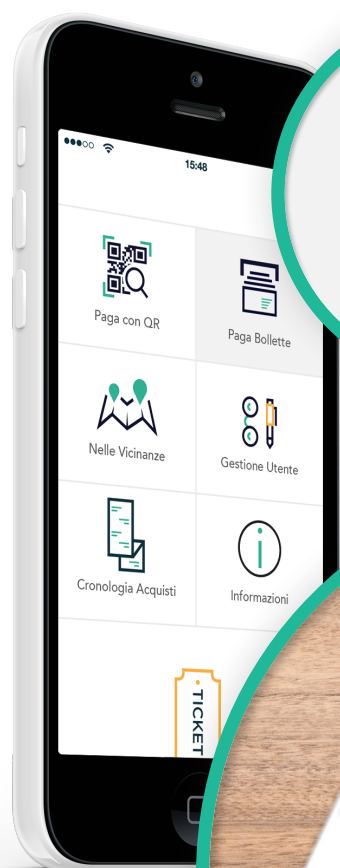 15:48
Paga con QR
Paga Bollette
Nelle Vicinanze
Gestione Utente
Cronologia Acquisti
Informazioni
TICKET